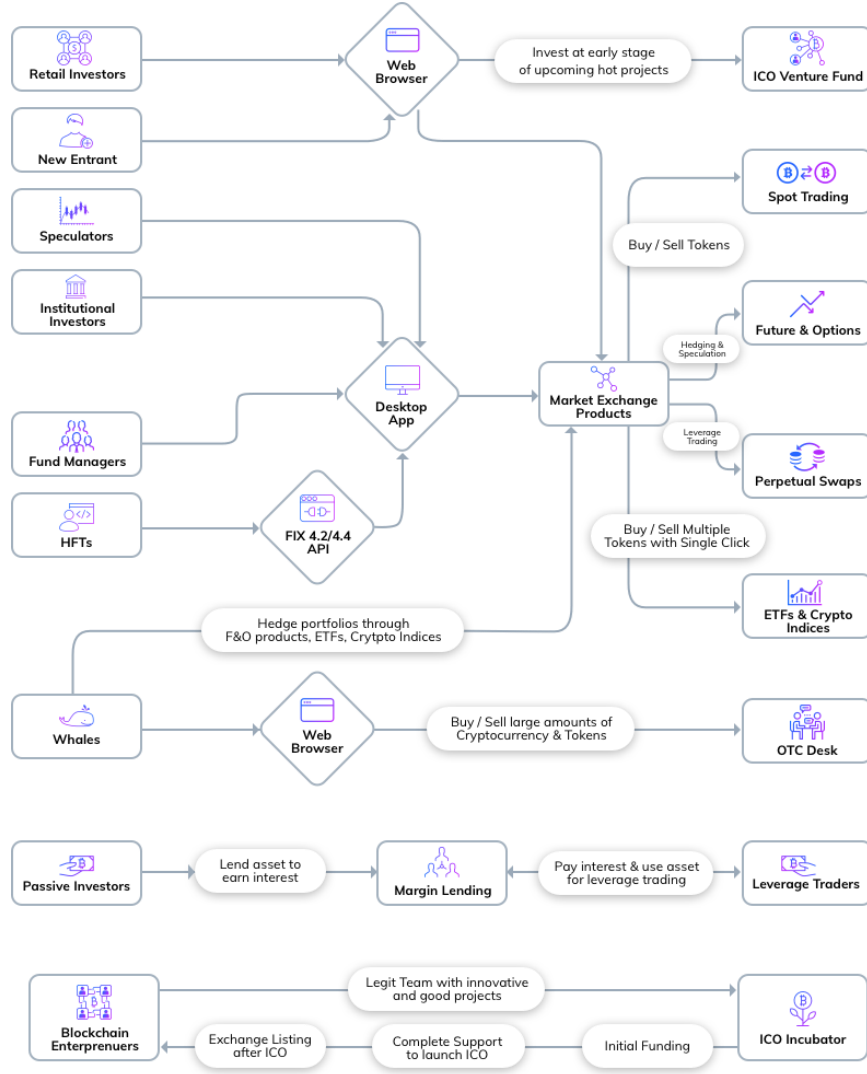 Retail Investors
Web
Browser
Invest at early stage
of upcoming hot projects
ICO Venture Fund
New Entrant
Spot Trading
Speculators
Buy / Sell Tokens
Institutional
Investors
Future & Options
Hedging &
Speculation
Desktop
App
Market Exchange
Products
Leverage
Trading
Fund Managers
Perpetual Swaps
HFTs
FIX 4.2/4.4
API
Buy / Sell Multiple
Tokens with Single Click
ETFs & Crypto
Indices
Hedge portfolios through
F&O products, ETFs, Crytpto Indices
Whales
Web
Browser
Buy / Sell large amounts of
Cryptocurrency & Tokens
OTC Desk
Passive Investors
Lend asset to
earn interest
Margin Lending
Pay interest & use asset
for leverage trading
Leverage Traders
Blockchain
Enterprenuers
Legit Team with innovative
and good projects
ICO Incubator
Exchange Listing
after ICO
Complete Support
to launch ICO
Initial Funding